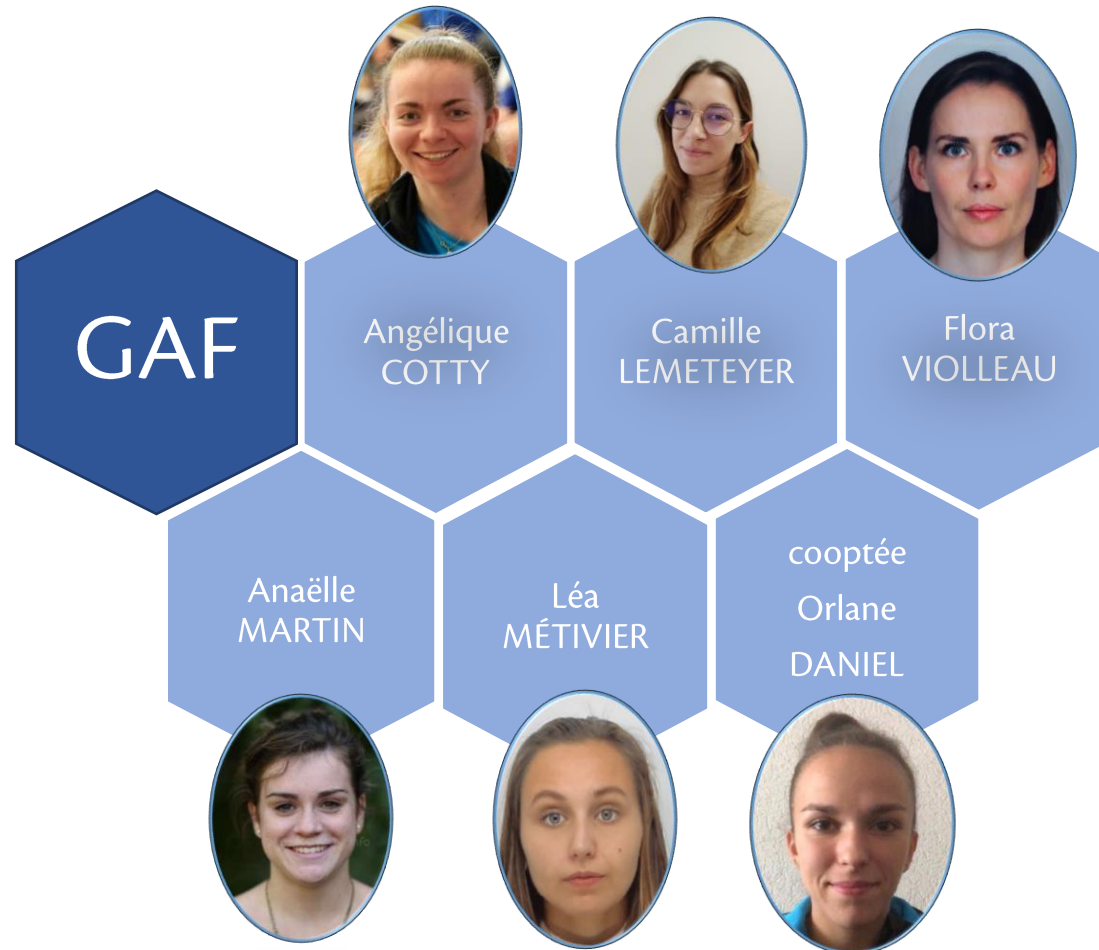 GAF
Angélique
COTTY
Camille
LEMETEYER
Flora
VIOLLEAU
Anaëlle
MARTIN
Léa
MÉTIVIER
cooptée
Orlane
DANIEL